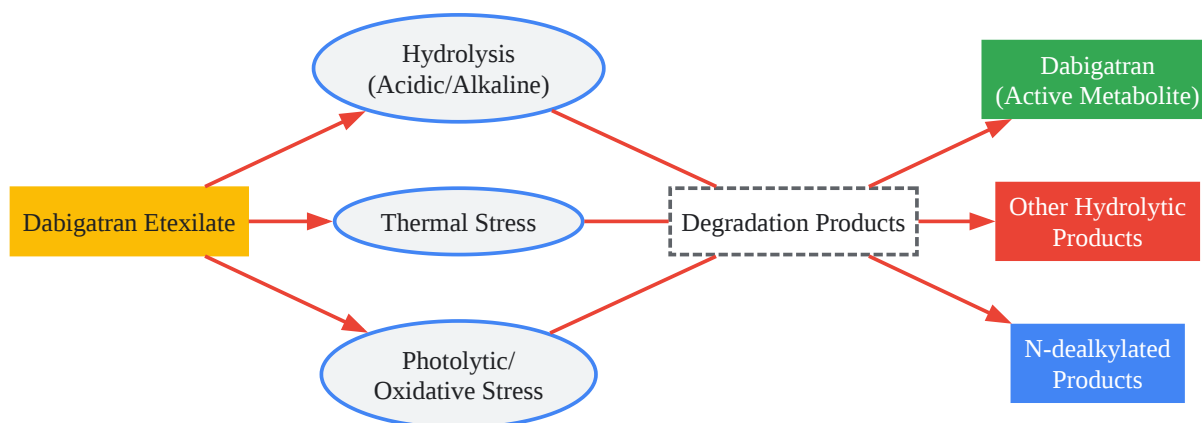 Hydrolysis
(Acidic/Alkaline)
Dabigatran
(Active Metabolite)
Dabigatran Etexilate
Thermal Stress
Degradation Products
Other Hydrolytic
Products
Photolytic/
Oxidative Stress
N-dealkylated
Products